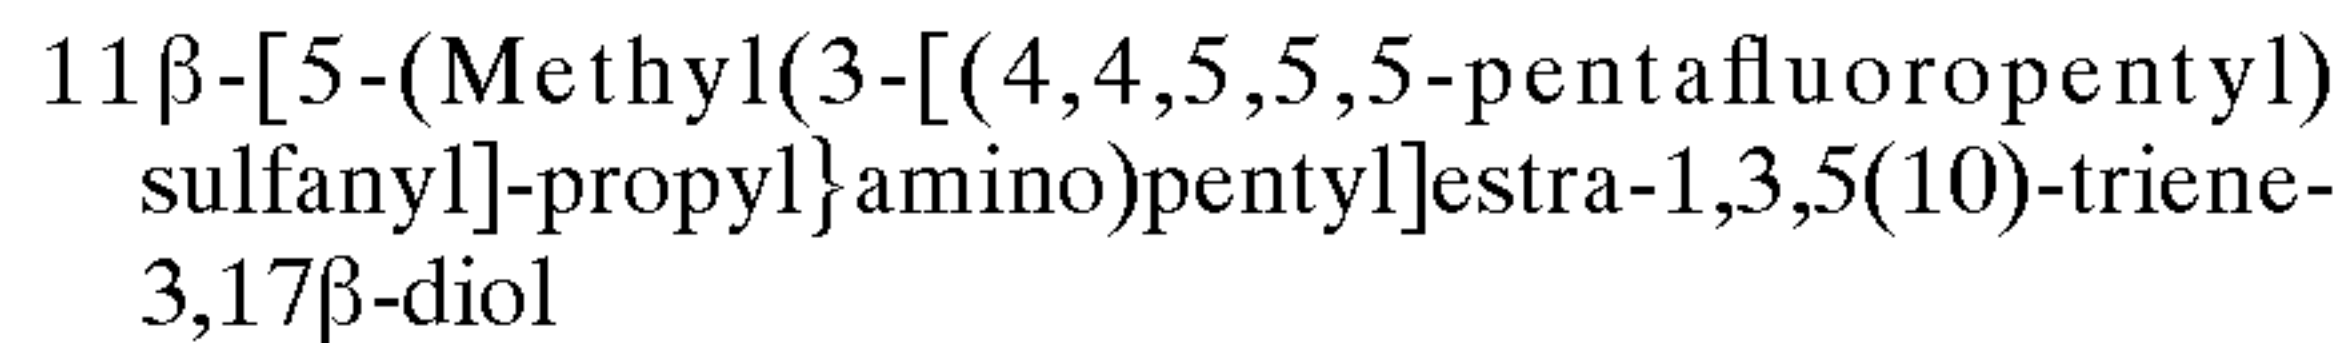 11β-[5-(Methyl(3-[(4,4,5,5,5-pentafluoropentyl)
sulfanyl]-propyl}amino)pentyl]estra-1,3,5(10)-triene-
3,17β-diol